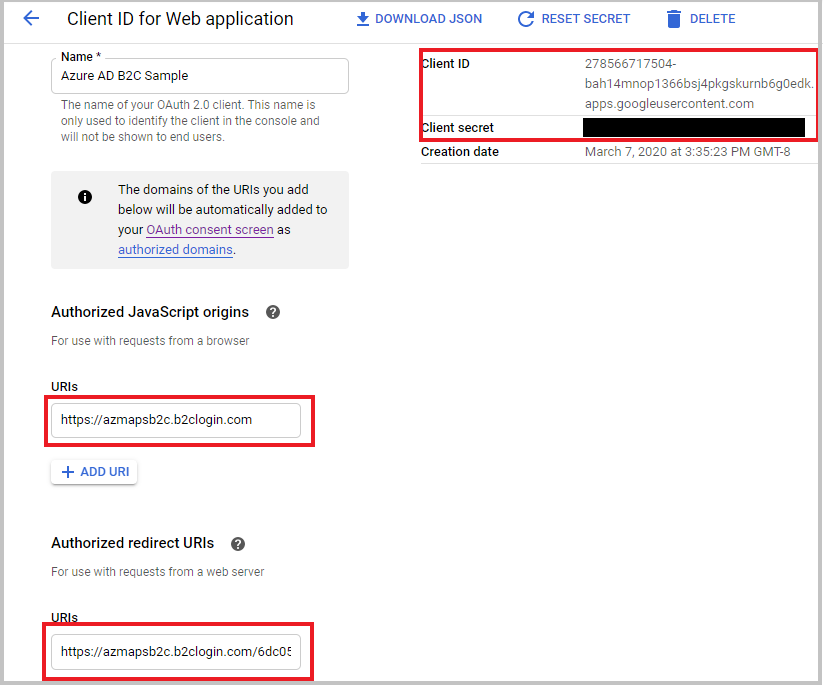 Client ID for Web application
DOWNLOAD JSON
RESET SECRET
DELETE
Name *
Azure AD B2C Sample
The name of your OAuth 2.0 client. This name is
only used to identify the client in the console and
will not be shown to end users.
The domains of the URIs you add
below will be automatically added to
your OAuth consent screen as
authorized domains.
Authorized JavaScript origins
For use with requests from a browser
URIs
https://azmapsb2c.b2clogin.com
ADD URI
Authorized redirect URIs
For use with requests from a web server
URIs
https://azmapsb2c.b2clogin.com/6dc05
Client ID
278566717504-
bah14mnop1366bsj4pkgskurnb6g0edk.
apps.googleusercontent.com
Client secret
Creation date
March 7, 2020 at 3:35:23 PM GMT-8